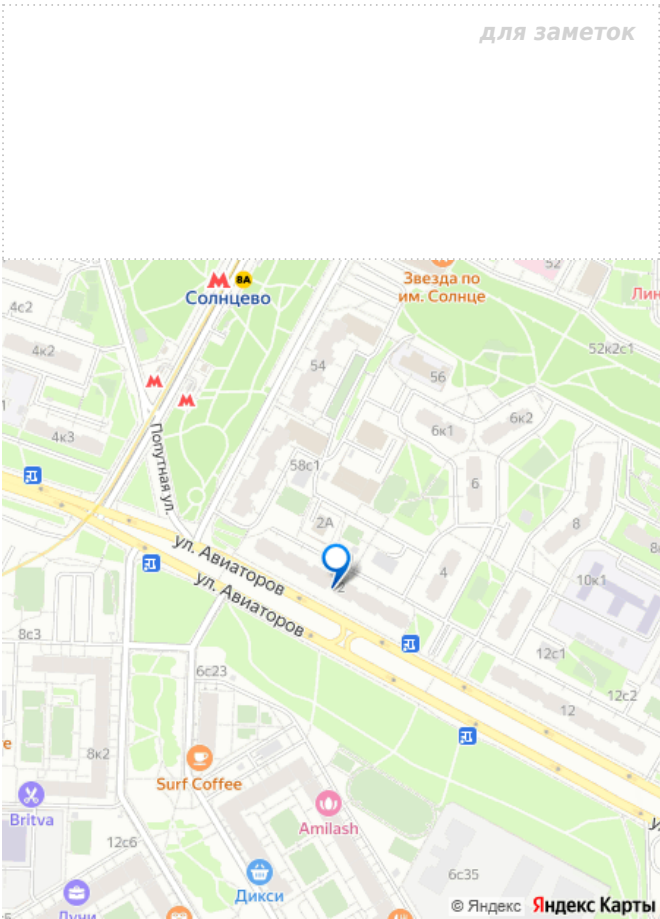 для заметок
52
Звезда по
им. Солнце
8А
Солнцево
Лин
4с2
4к2
52к2с1
54
56
6к1
6к2
4к3
Попутная ул.
58с1
6
2А
8
ул. Авиаторов
ул. Авиаторов
2
4
10к1
8с3
12с1
6с23
12с2
12
8к2
Surf Coffee
Britva
Amilash
12с6
6с35
Дикси
Лучи
© Яндекс
Яндекс Карты